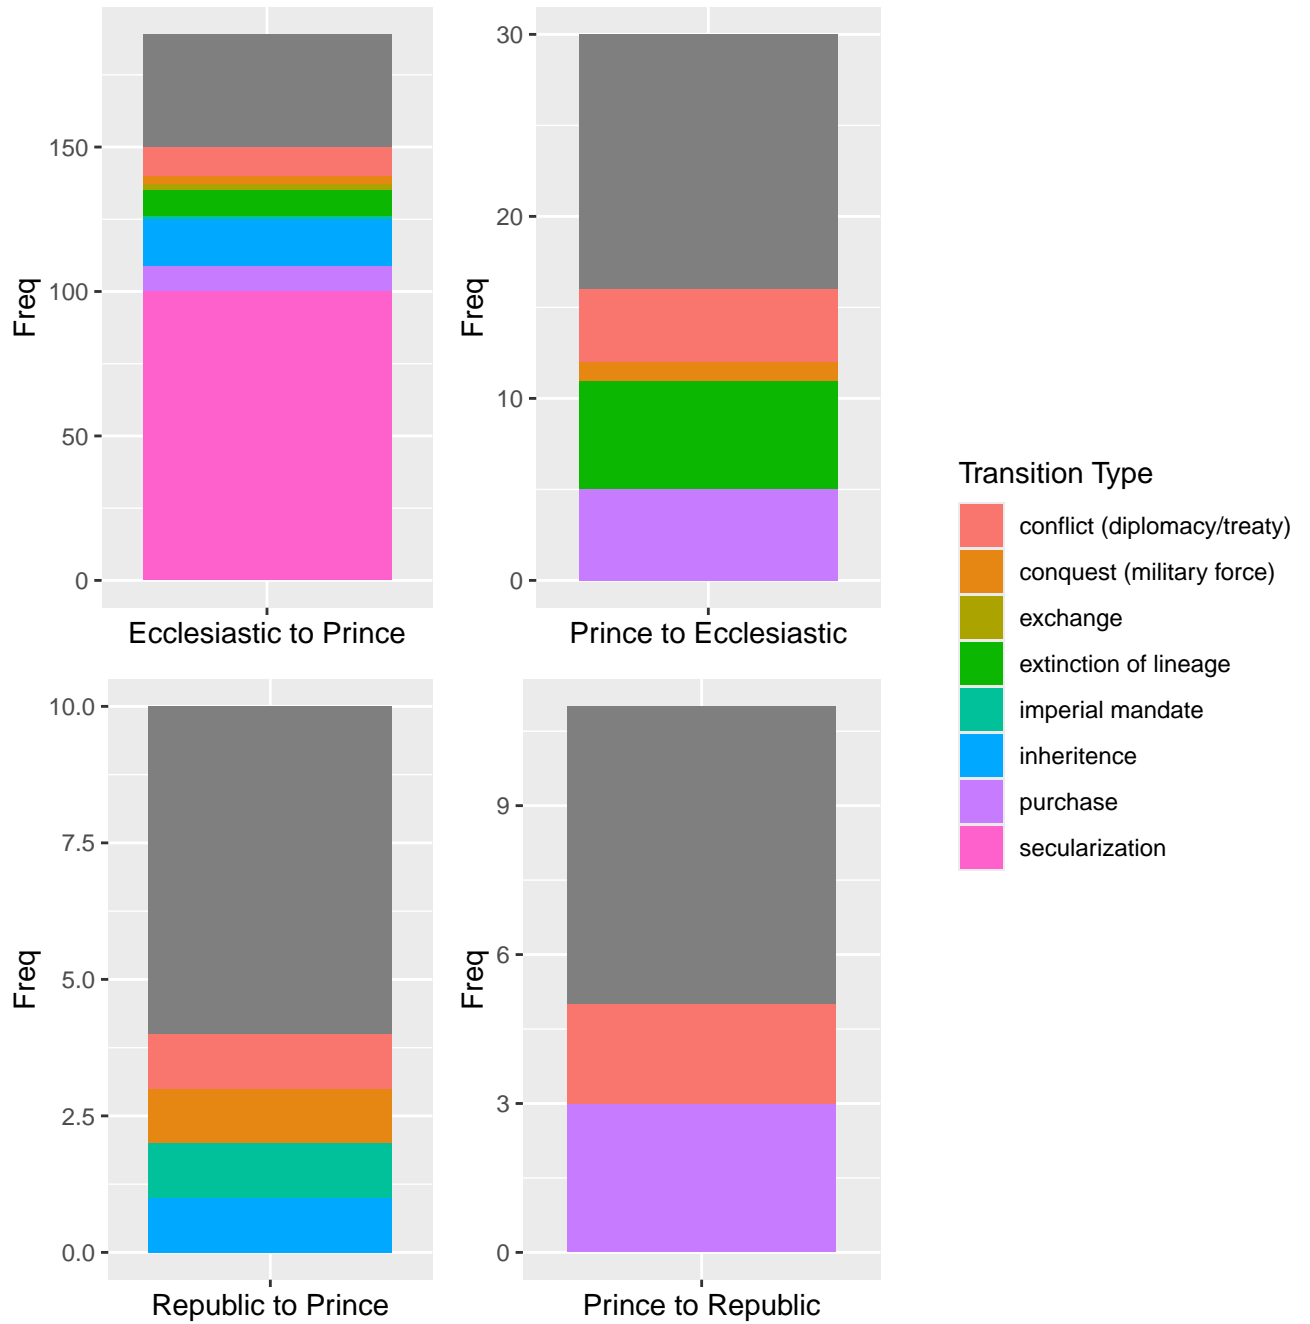 Freq
150
100
50
0
Ecclesiastic to Prince
Freq
30
20
10
0
Prince to Ecclesiastic
Freq
10.0
7.5
5.0
2.5
0.0
Republic to Prince
Freq
9
6
3
0
Prince to Republic
Transition Type
conflict (diplomacy/treaty)
conquest (military force)
exchange
extinction of lineage
imperial mandate
inheritence
purchase
secularization